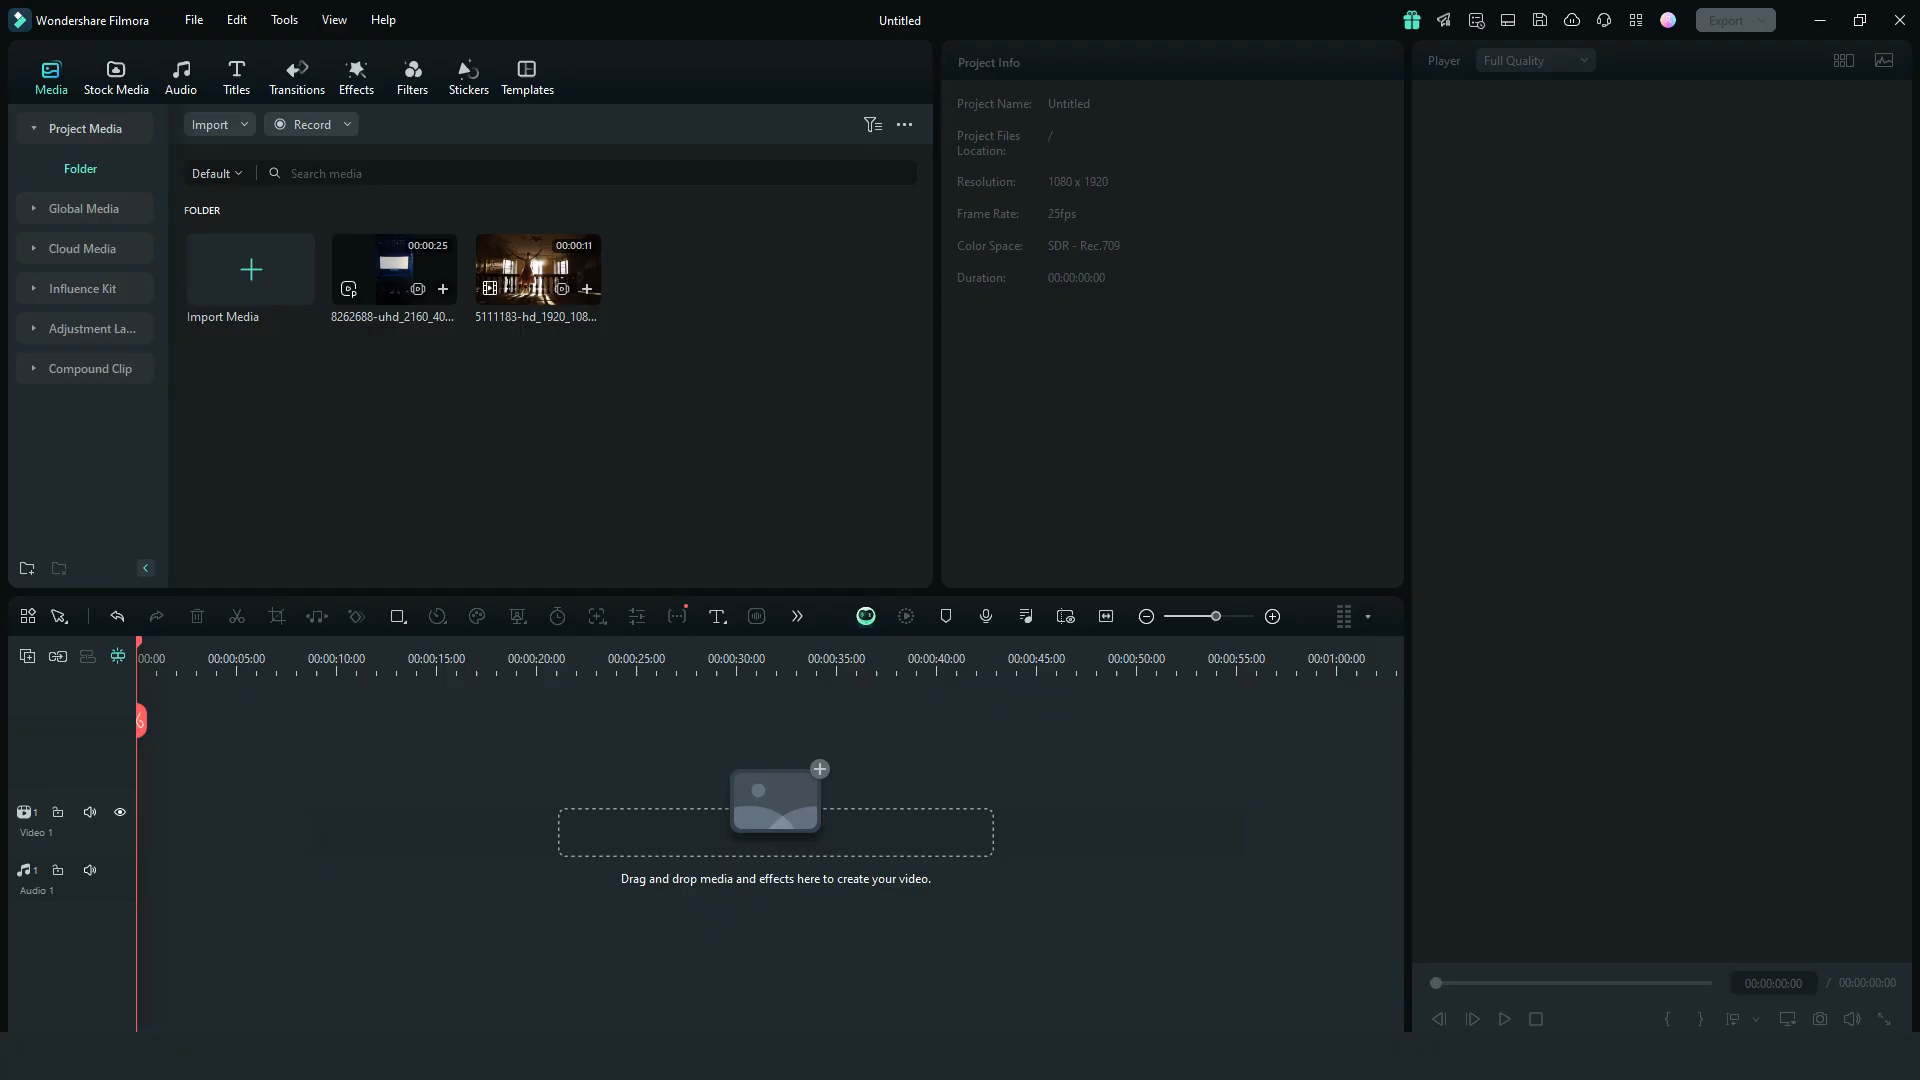 Wondershare Filmora
File
Edit
Tools
View
Help
Untitled
Export
Media
Stock Media
Audio
Titles
Transitions
Effects
Filters
Stickers
Templates
Project Media
Folder
Global Media
Cloud Media
Influence Kit
Adjustment La...
Compound Clip
Import
Record
Default
Search media
FOLDER
Import Media
00:00:25
8262688-uhd_2160_40...
00:00:11
5111183-hd_1920_108...
Project Info
Project Name: Untitled
Project Files Location: /
Resolution: 1080 x 1920
Frame Rate: 25fps
Color Space: SDR - Rec.709
Duration: 00:00:00:00
Player
Full Quality
00:00:00:00 / 00:00:00:00
00:00
00:00:05:00
00:00:10:00
00:00:15:00
00:00:20:00
00:00:25:00
00:00:30:00
00:00:35:00
00:00:40:00
00:00:45:00
00:00:50:00
00:00:55:00
00:01:00:00
1
Video 1
1
Audio 1
Drag and drop media and effects here to create your video.